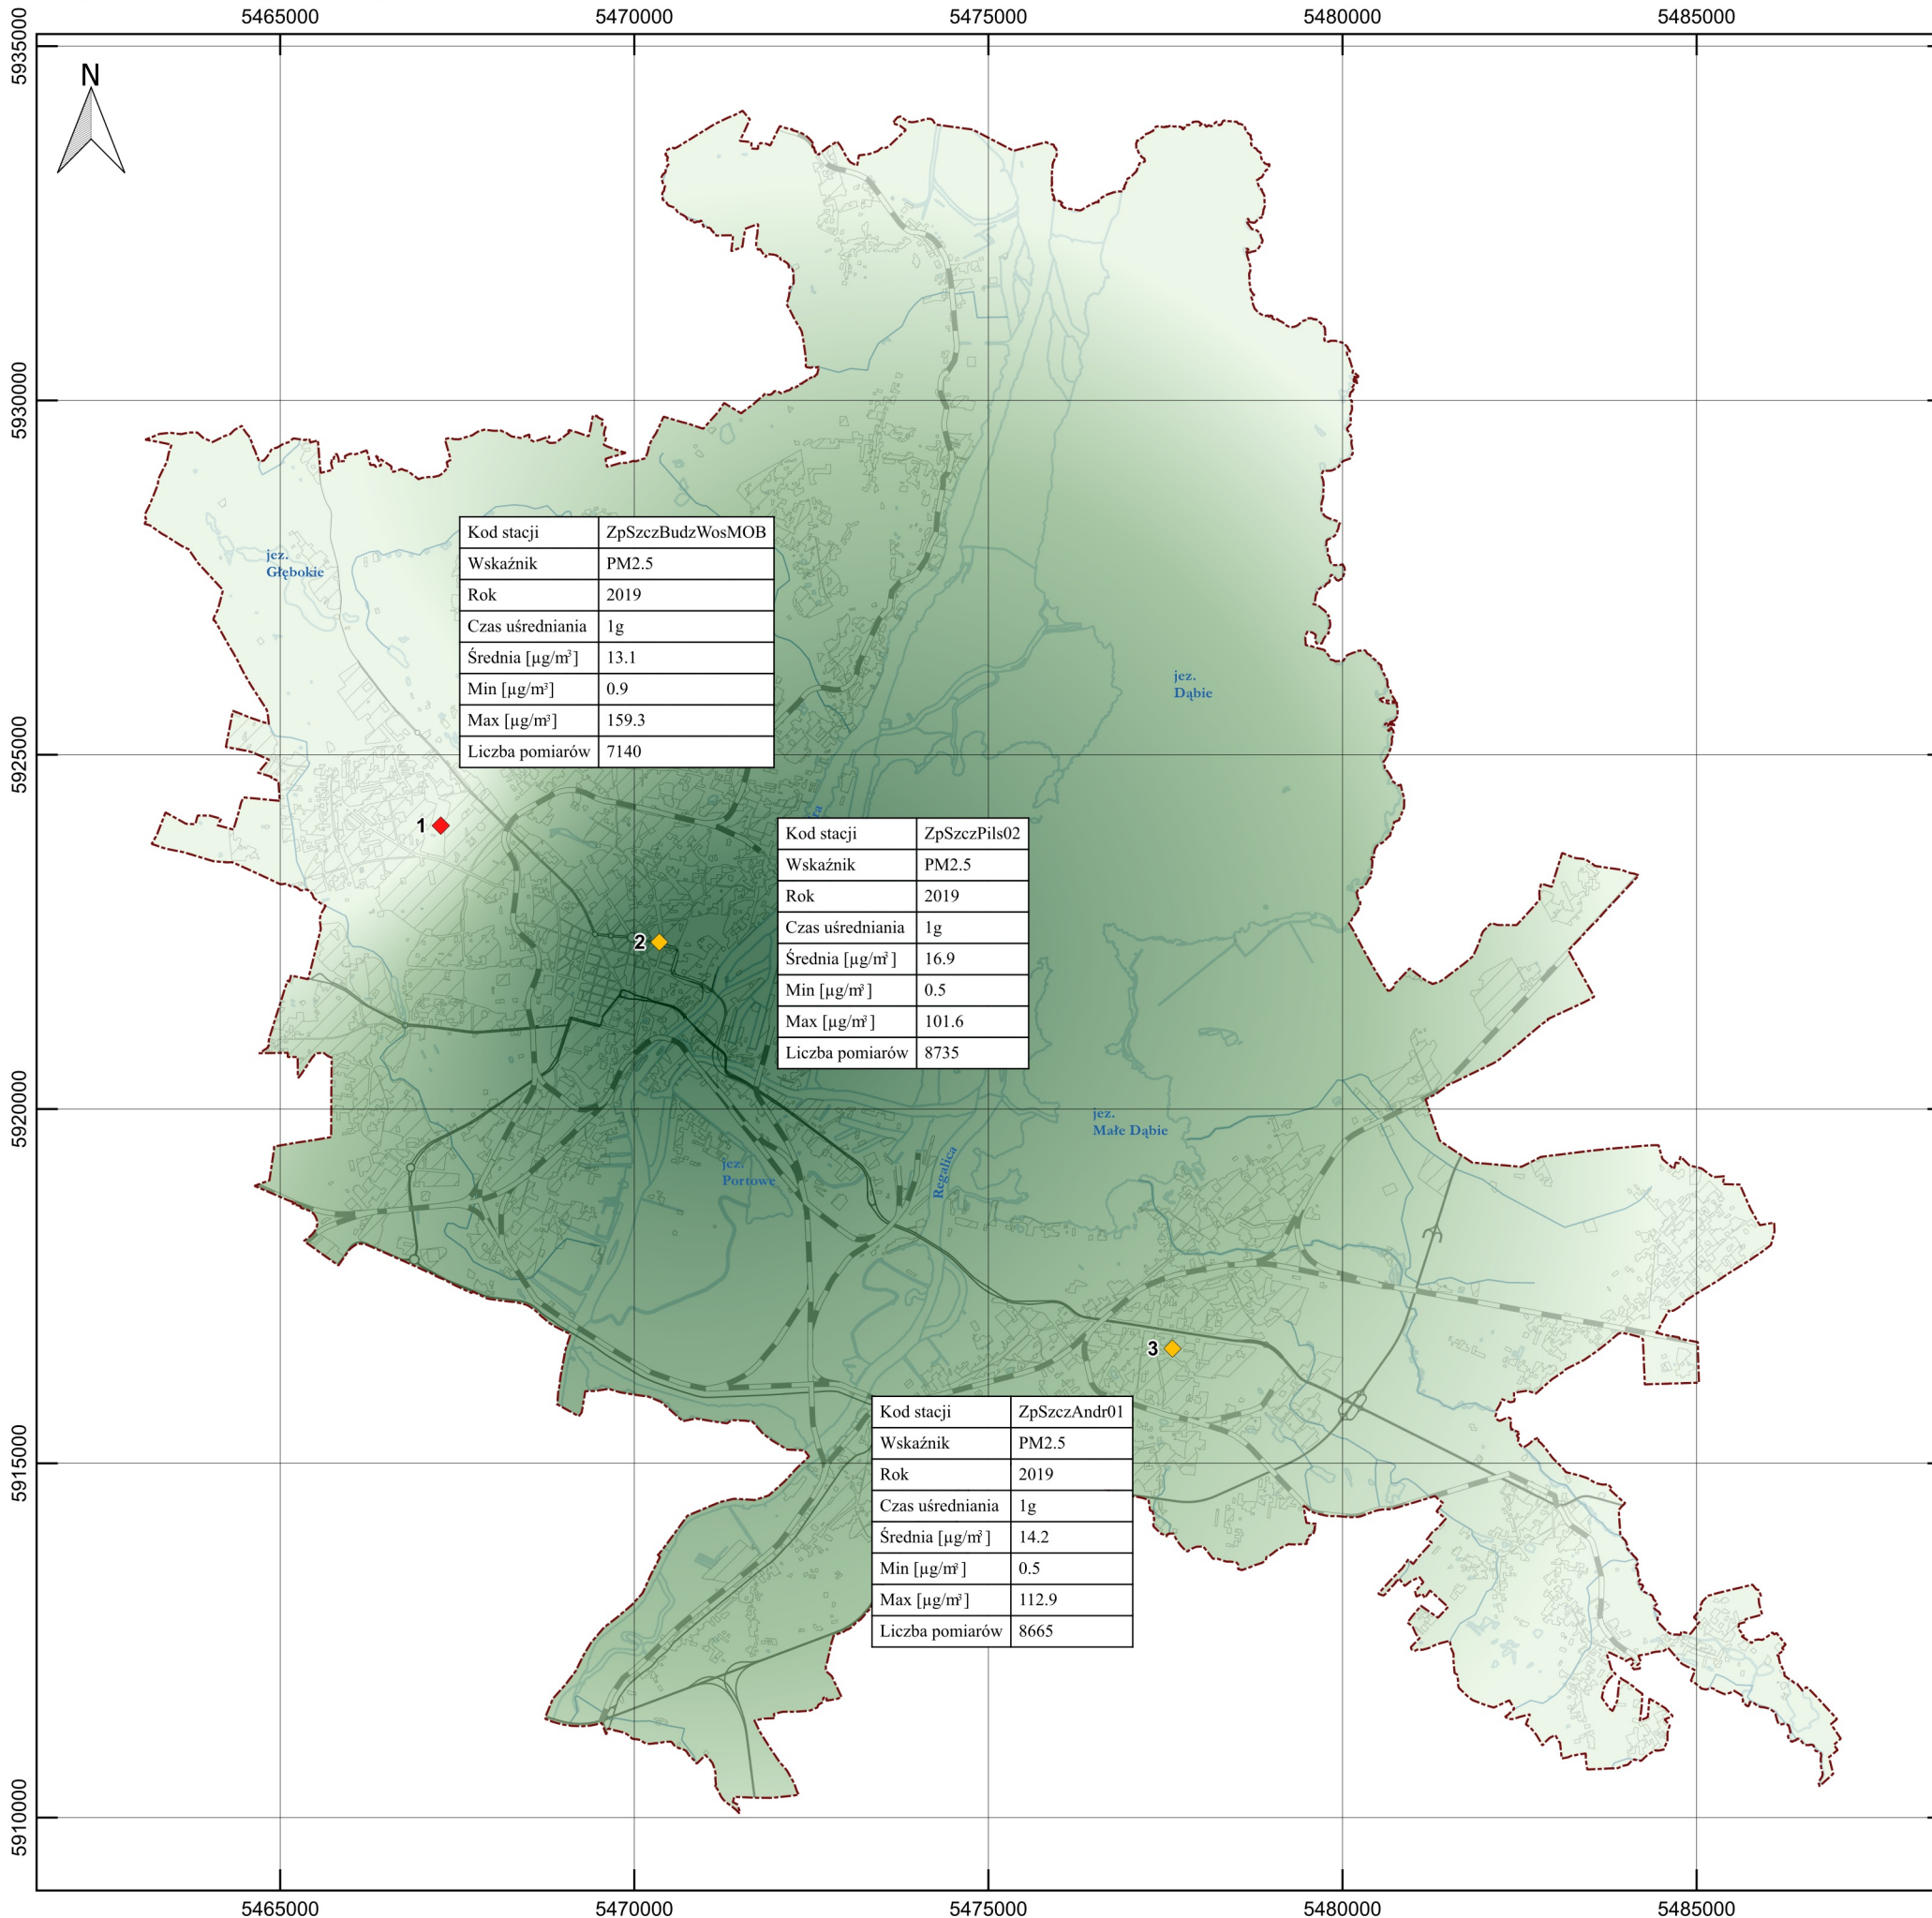 5465000 5470000 5475000 5480000 5485000
5935000
N
5930000
jez.
Głębokie
Kod stacji ZpSzczBudzWosMOB
Wskaźnik PM2.5
Rok 2019
Czas uśredniania 1g
Średnia [µg/m³] 13.1
Min [µg/m³] 0.9
Max [µg/m³] 159.3
Liczba pomiarów 7140
jez.
Dąbie
5925000
1
Kod stacji ZpSzczPils02
Wskaźnik PM2.5
Rok 2019
Czas uśredniania 1g
Średnia [µg/m³] 16.9
Min [µg/m³] 0.5
Max [µg/m³] 101.6
Liczba pomiarów 8735
2
5920000
jez.
Małe Dąbie
jez.
Portowe
Regalica
3
Kod stacji ZpSzczAndr01
Wskaźnik PM2.5
Rok 2019
Czas uśredniania 1g
Średnia [µg/m³] 14.2
Min [µg/m³] 0.5
Max [µg/m³] 112.9
Liczba pomiarów 8665
5915000
5910000
5465000 5470000 5475000 5480000 5485000